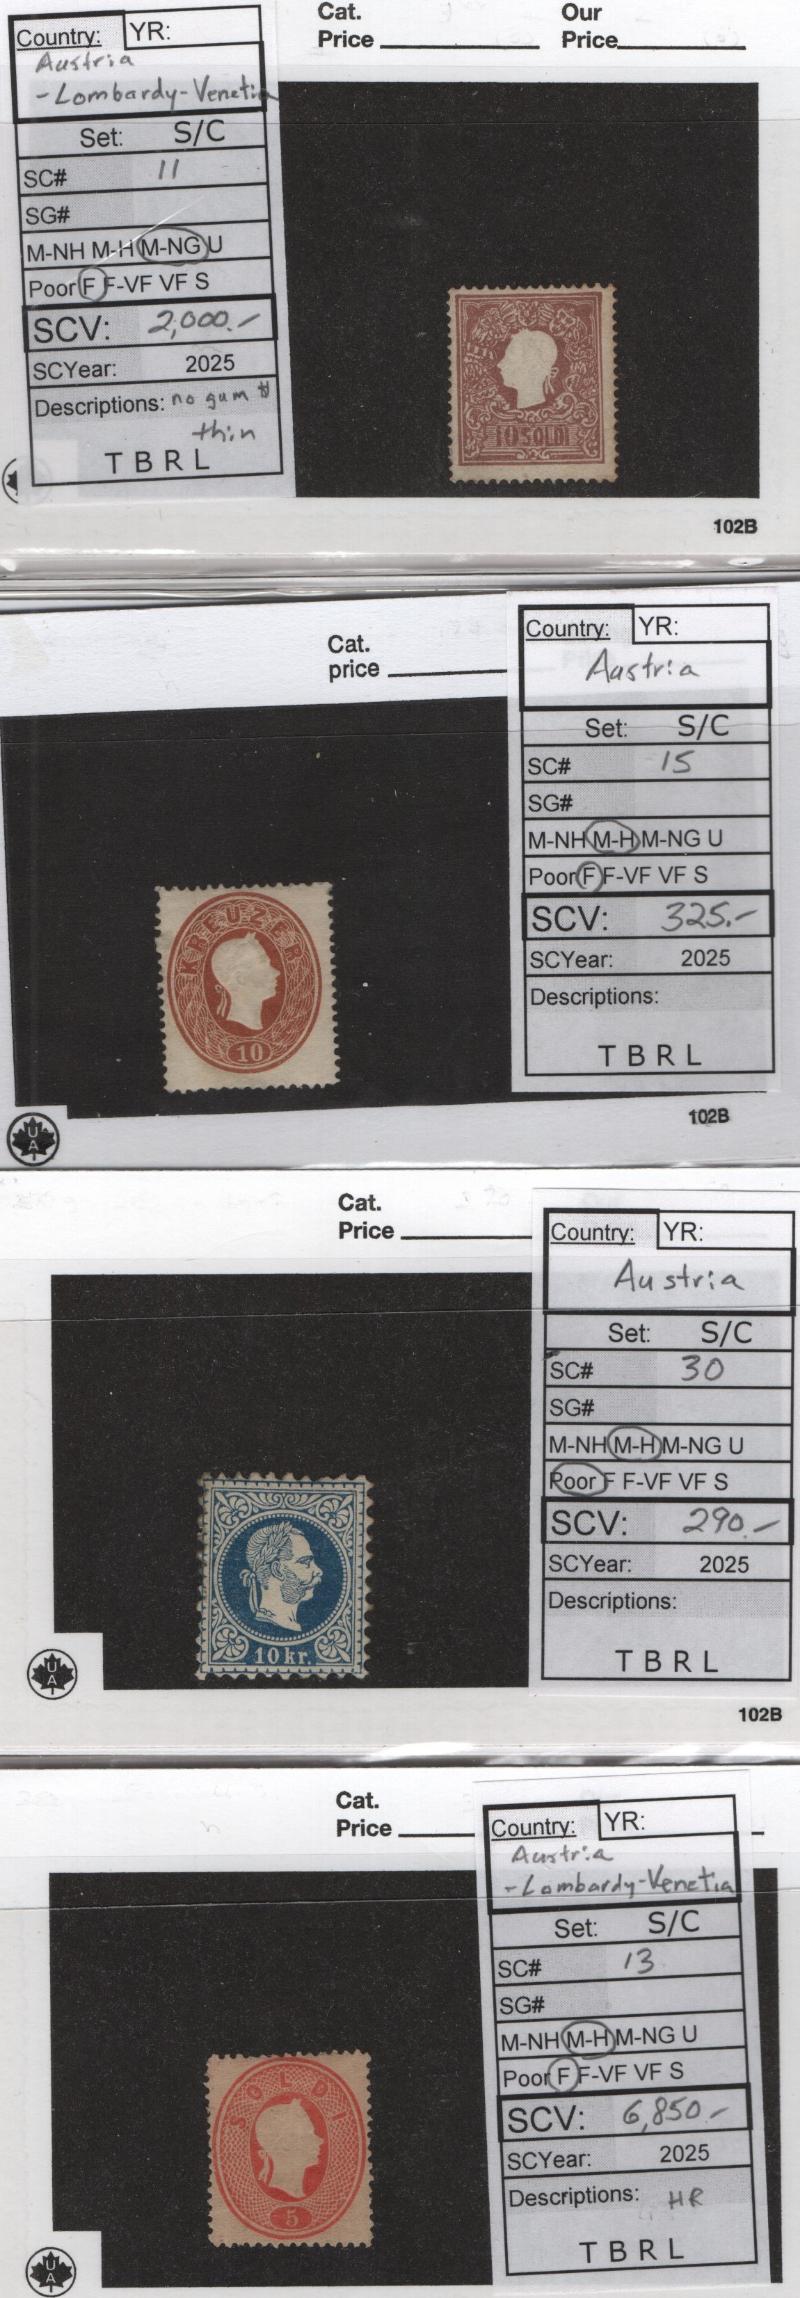 Cat.
Price
Our
Price
Country: YR:
Austria
-Lombardy-Venetia
Set: S/C
SC# 11
SG#
M-NH M-H M-NG U
Poor F F-VF VF S
SCV: 2,000.-
SCYear: 2025
Descriptions: no gum
thin
T B R L
10 SOLDI
102B
Cat.
price
Country: YR:
Austria
Set: S/C
SC# 15
SG#
M-NH M-H M-NG U
Poor F F-VF VF S
SCV: 325.-
SCYear: 2025
Descriptions:
T B R L
KREUZER
10
U
A
102B
Cat.
Price
Country: YR:
Austria
Set: S/C
SC# 30
SG#
M-NH M-H M-NG U
Poor F F-VF VF S
SCV: 290.-
SCYear: 2025
Descriptions:
T B R L
10 kr.
U
A
102B
Cat.
Price
Country: YR:
Austria
-Lombardy-Venetia
Set: S/C
SC# 13
SG#
M-NH M-H M-NG U
Poor F F-VF VF S
SCV: 6,850.-
SCYear: 2025
Descriptions: HR
T B R L
SOLDI
5
U
A